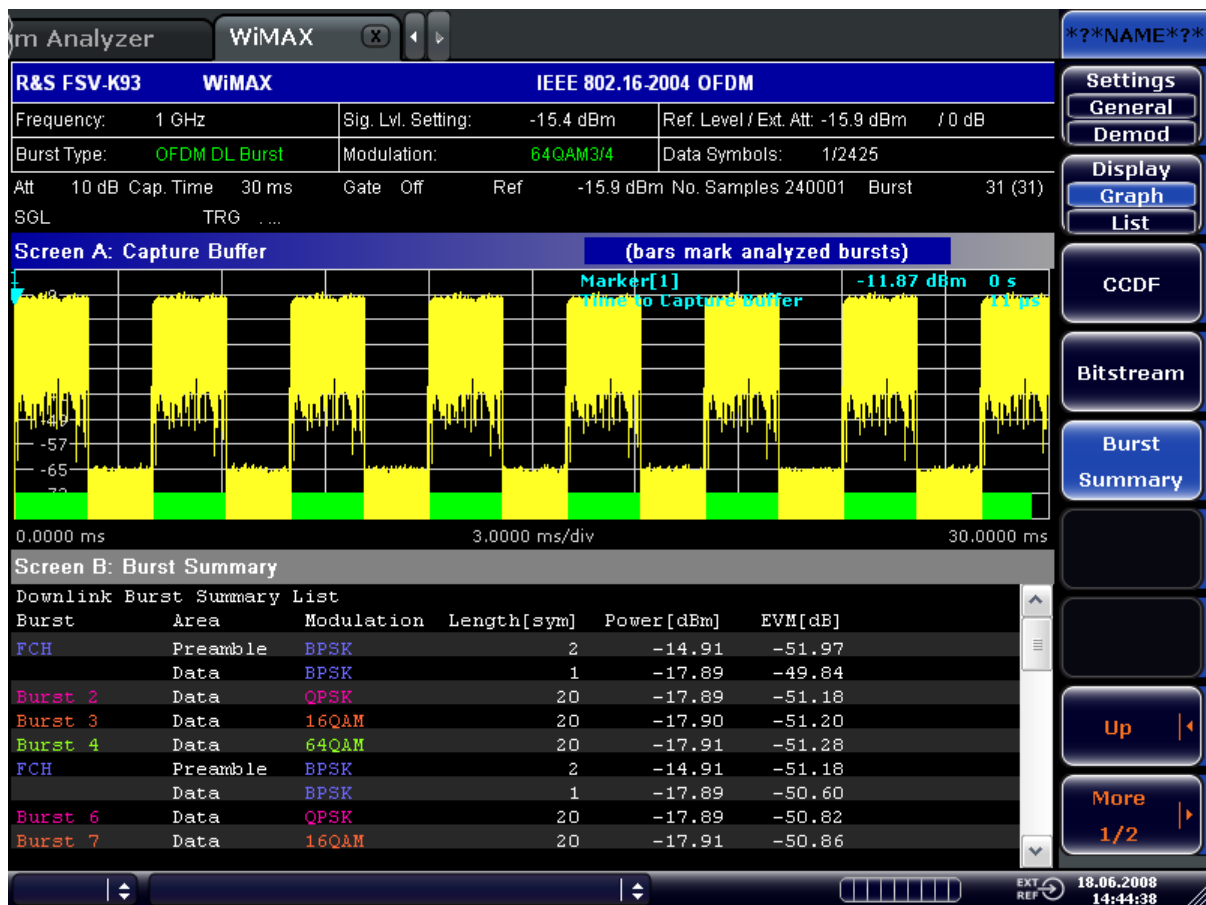 m Analyzer WiMAX X
*?*NAME*?*
R&S FSV-K93 WiMAX IEEE 802.16-2004 OFDM
Frequency: 1 GHz Sig. Lvl. Setting: -15.4 dBm Ref. Level / Ext. Att: -15.9 dBm / 0 dB
Burst Type: OFDM DL Burst Modulation: 64QAM3/4 Data Symbols: 1/2425
Att 10 dB Cap. Time 30 ms Gate Off Ref -15.9 dBm No. Samples 240001 Burst 31 (31)
SGL TRG . ...
Screen A: Capture Buffer (bars mark analyzed bursts)
1
Marker[1] -11.87 dBm 0 s
Time to Capture Buffer 11 µs
-49
-57
-65
0.0000 ms 3.0000 ms/div 30.0000 ms
Screen B: Burst Summary
Downlink Burst Summary List
Burst Area Modulation Length[sym] Power[dBm] EVM[dB]
FCH Preamble BPSK 2 -14.91 -51.97
Data BPSK 1 -17.89 -49.84
Burst 2 Data QPSK 20 -17.89 -51.18
Burst 3 Data 16QAM 20 -17.90 -51.20
Burst 4 Data 64QAM 20 -17.91 -51.28
FCH Preamble BPSK 2 -14.91 -51.18
Data BPSK 1 -17.89 -50.60
Burst 6 Data QPSK 20 -17.89 -50.82
Burst 7 Data 16QAM 20 -17.91 -50.86
Settings
General
Demod
Display
Graph
List
CCDF
Bitstream
Burst
Summary
Up
More
1/2
EXT
REF
18.06.2008
14:44:38